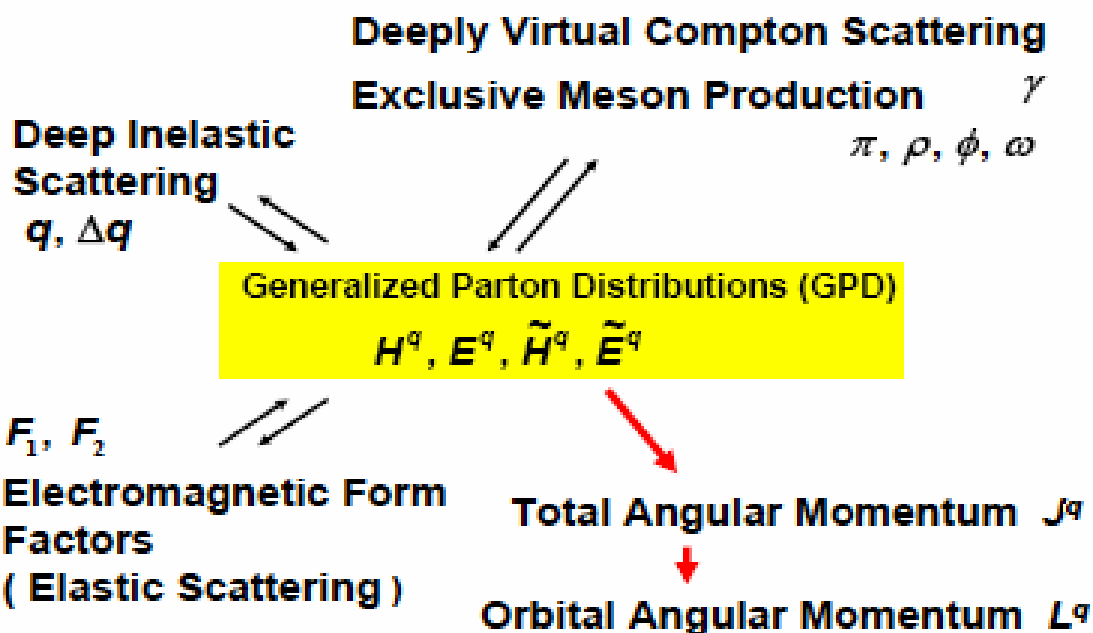 Deeply Virtual Compton Scattering
Exclusive Meson Production γ
π, ρ, ϕ, ω
Deep Inelastic
Scattering
q, Δq
Generalized Parton Distributions (GPD)
H^q, E^q, H̃^q, Ẽ^q
F₁, F₂
Electromagnetic Form
Factors
( Elastic Scattering )
Total Angular Momentum J^q
Orbital Angular Momentum L^q